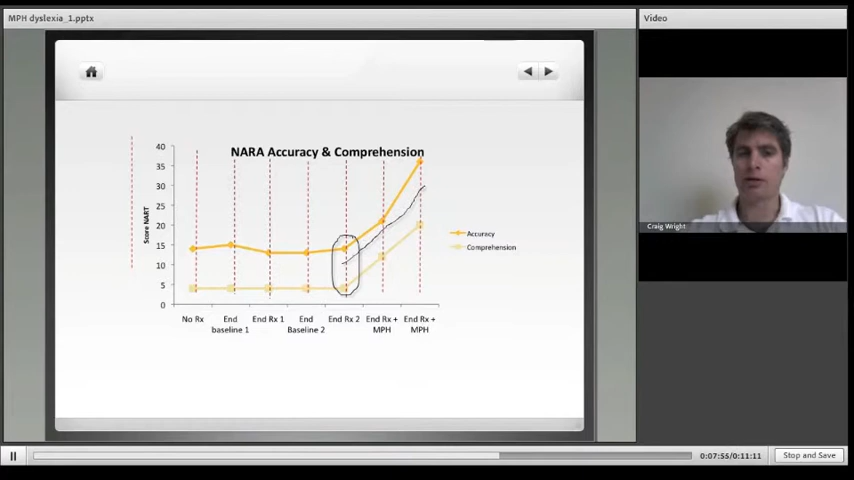 MPH dyslexia_1.pptx
Video
NARA Accuracy & Comprehension
40
35
30
25
20
15
10
5
0
Score NART
Accuracy
Comprehension
No Rx
End baseline 1
End Rx 1
End Baseline 2
End Rx 2
End Rx + MPH
End Rx + MPH
Craig Wright
0:07:55/0:11:11
Stop and Save